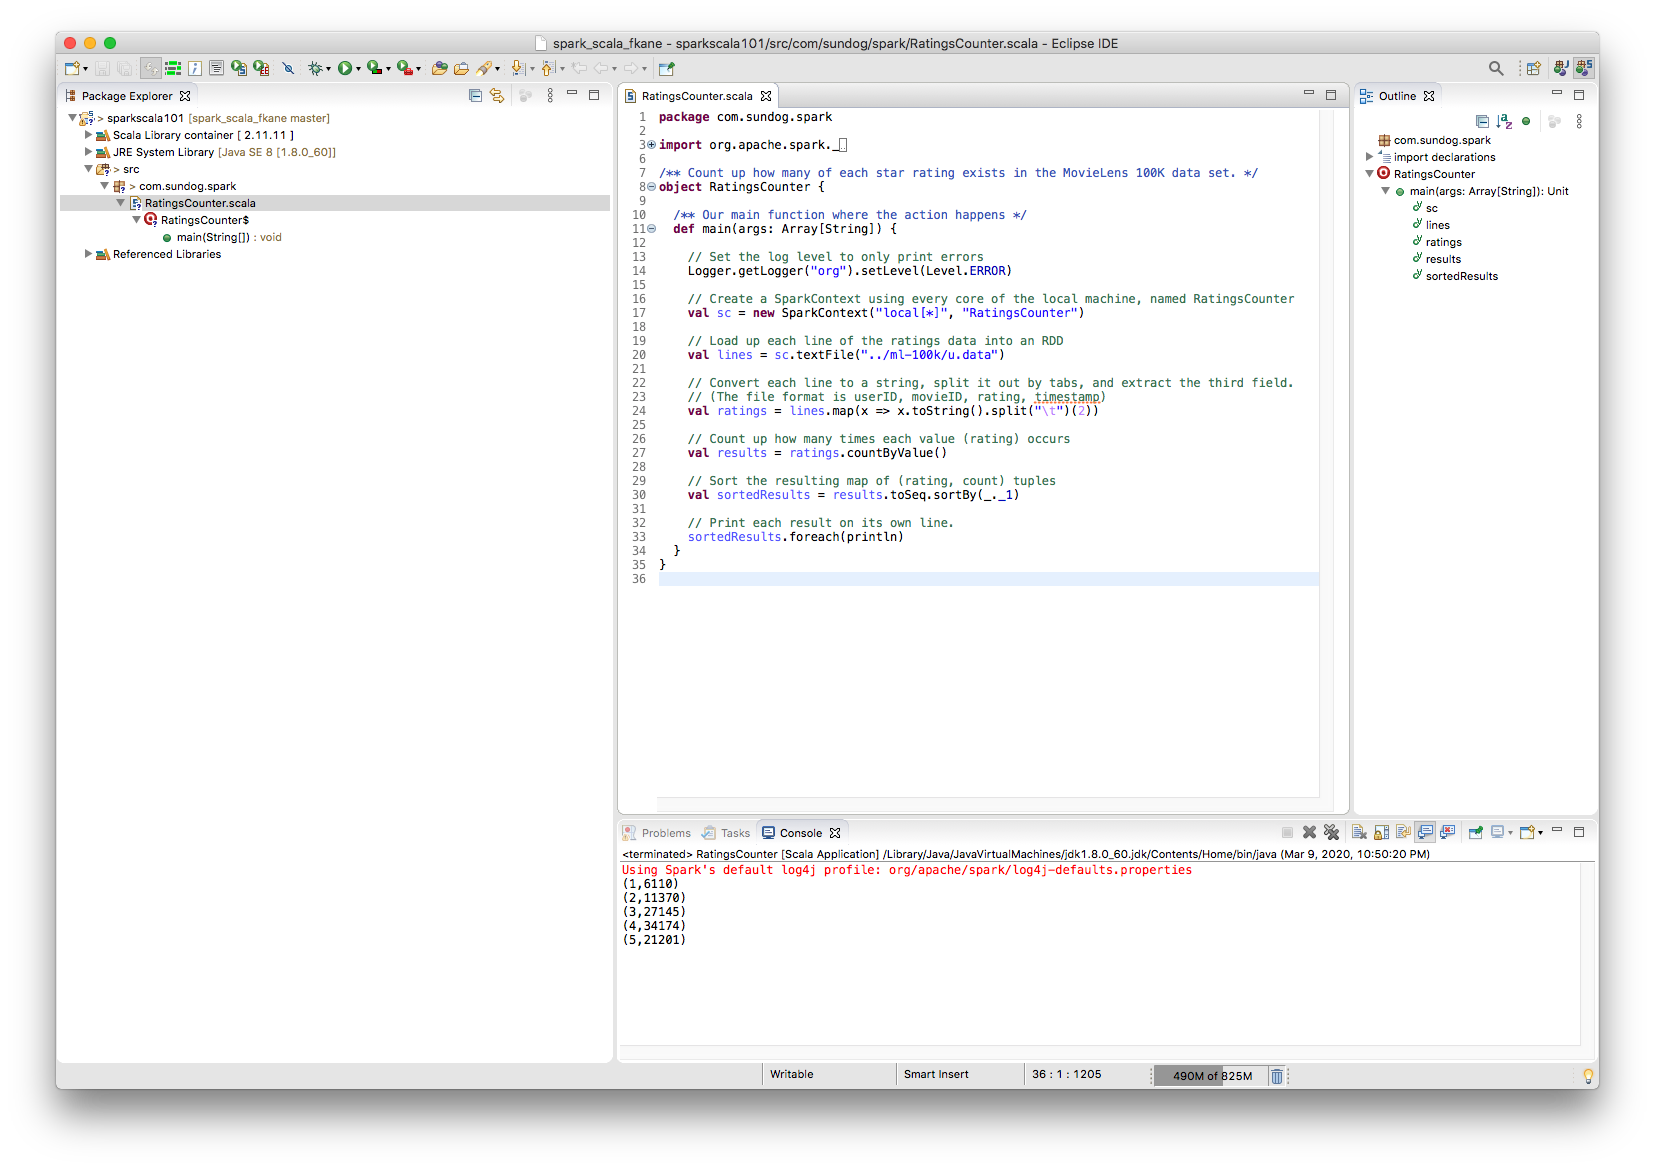 spark_scala_fkane - sparkscala101/src/com/sundog/spark/RatingsCounter.scala - Eclipse IDE
Package Explorer
> sparkscala101 [spark_scala_fkane master]
Scala Library container [ 2.11.11 ]
JRE System Library [Java SE 8 [1.8.0_60]]
> src
> com.sundog.spark
RatingsCounter.scala
RatingsCounter$
main(String[]) : void
Referenced Libraries
RatingsCounter.scala
1 package com.sundog.spark
2
3 import org.apache.spark._
6
7 /** Count up how many of each star rating exists in the MovieLens 100K data set. */
8 object RatingsCounter {
9
10 /** Our main function where the action happens */
11 def main(args: Array[String]) {
12
13 // Set the log level to only print errors
14 Logger.getLogger("org").setLevel(Level.ERROR)
15
16 // Create a SparkContext using every core of the local machine, named RatingsCounter
17 val sc = new SparkContext("local[*]", "RatingsCounter")
18
19 // Load up each line of the ratings data into an RDD
20 val lines = sc.textFile("../ml-100k/u.data")
21
22 // Convert each line to a string, split it out by tabs, and extract the third field.
23 // (The file format is userID, movieID, rating, timestamp)
24 val ratings = lines.map(x => x.toString().split("\t")(2))
25
26 // Count up how many times each value (rating) occurs
27 val results = ratings.countByValue()
28
29 // Sort the resulting map of (rating, count) tuples
30 val sortedResults = results.toSeq.sortBy(_._1)
31
32 // Print each result on its own line.
33 sortedResults.foreach(println)
34 }
35 }
36
Outline
com.sundog.spark
import declarations
RatingsCounter
main(args: Array[String]): Unit
sc
lines
ratings
results
sortedResults
Problems Tasks Console
<terminated> RatingsCounter [Scala Application] /Library/Java/JavaVirtualMachines/jdk1.8.0_60.jdk/Contents/Home/bin/java (Mar 9, 2020, 10:50:20 PM)
Using Spark's default log4j profile: org/apache/spark/log4j-defaults.properties
(1,6110)
(2,11370)
(3,27145)
(4,34174)
(5,21201)
Writable Smart Insert 36 : 1 : 1205 490M of 825M